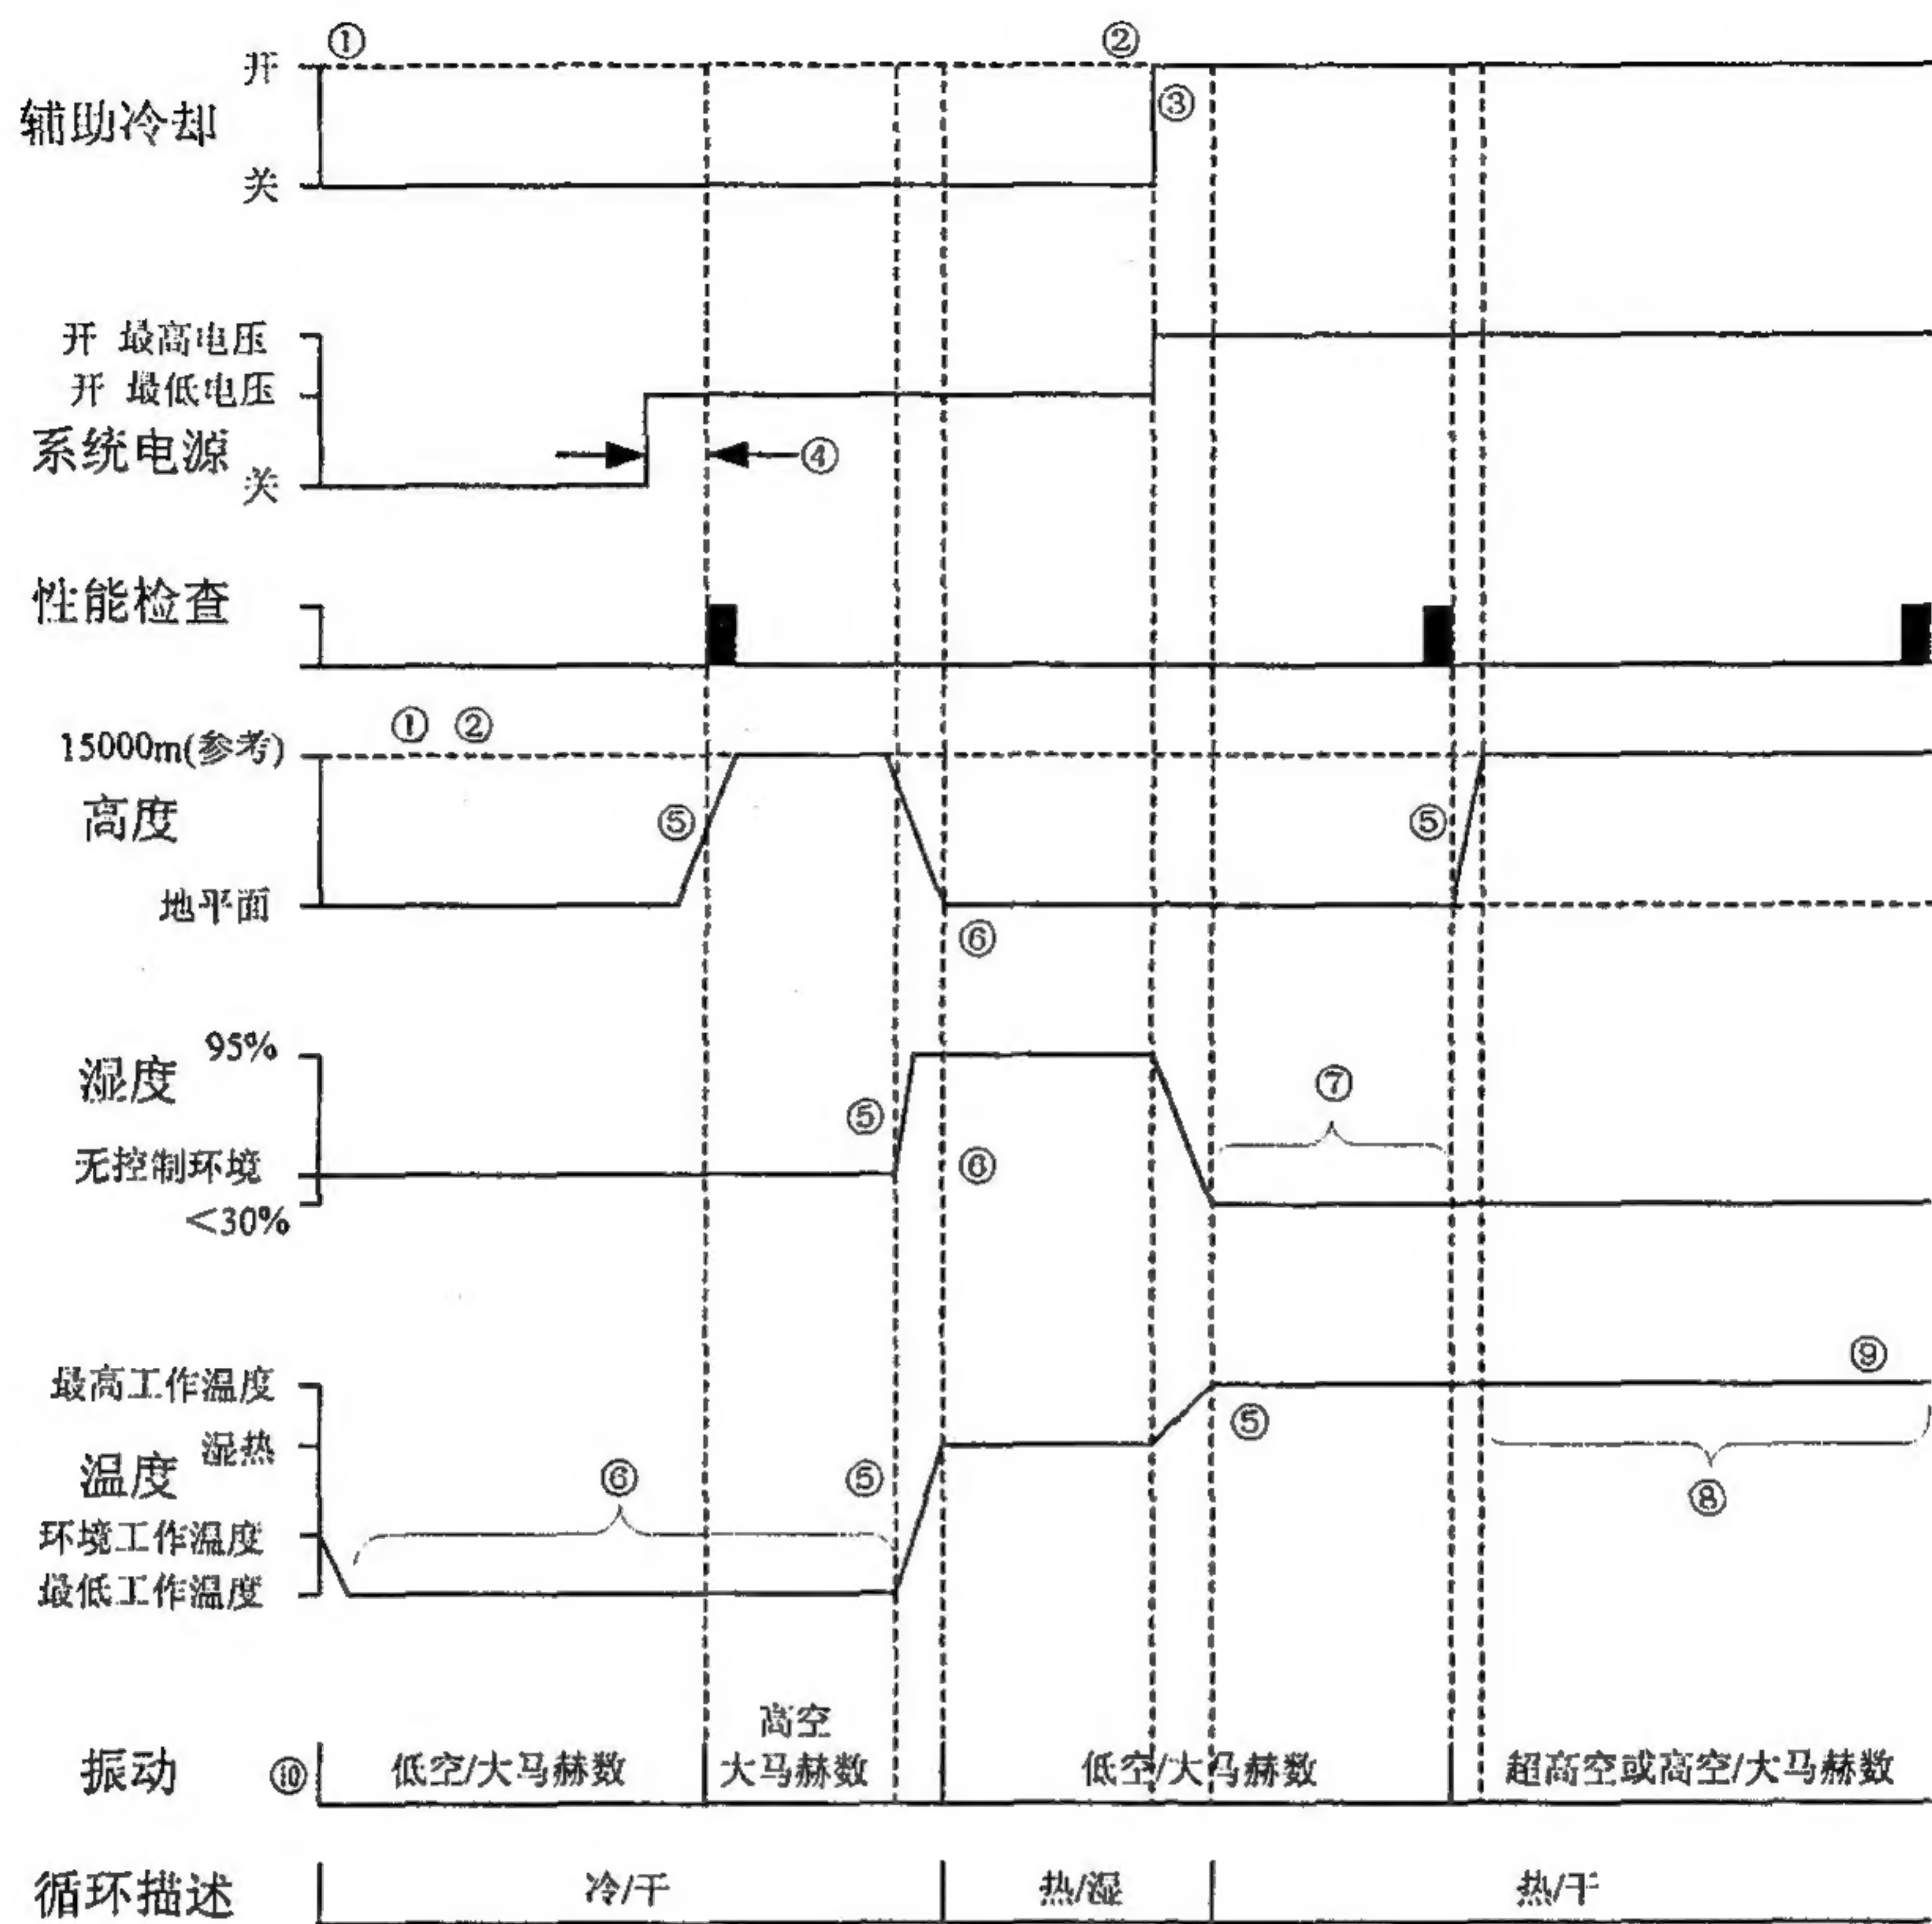 ①
②
开
③
辅助冷却
关
开 最高电压
开 最低电压
系统电源
④
关
性能检查
① ②
15000m(参考)
高度
⑤
⑤
地平面
⑥
95%
湿度
⑦
⑤
无控制环境
⑥
<30%
⑨
最高工作温度
⑤
湿热
温度
⑥
⑤
⑧
环境工作温度
最低工作温度
高空
振动
⑩
低空/大马赫数
大马赫数
低空/大马赫数
超高空或高空/大马赫数
循环描述
冷/干
热/湿
热/干